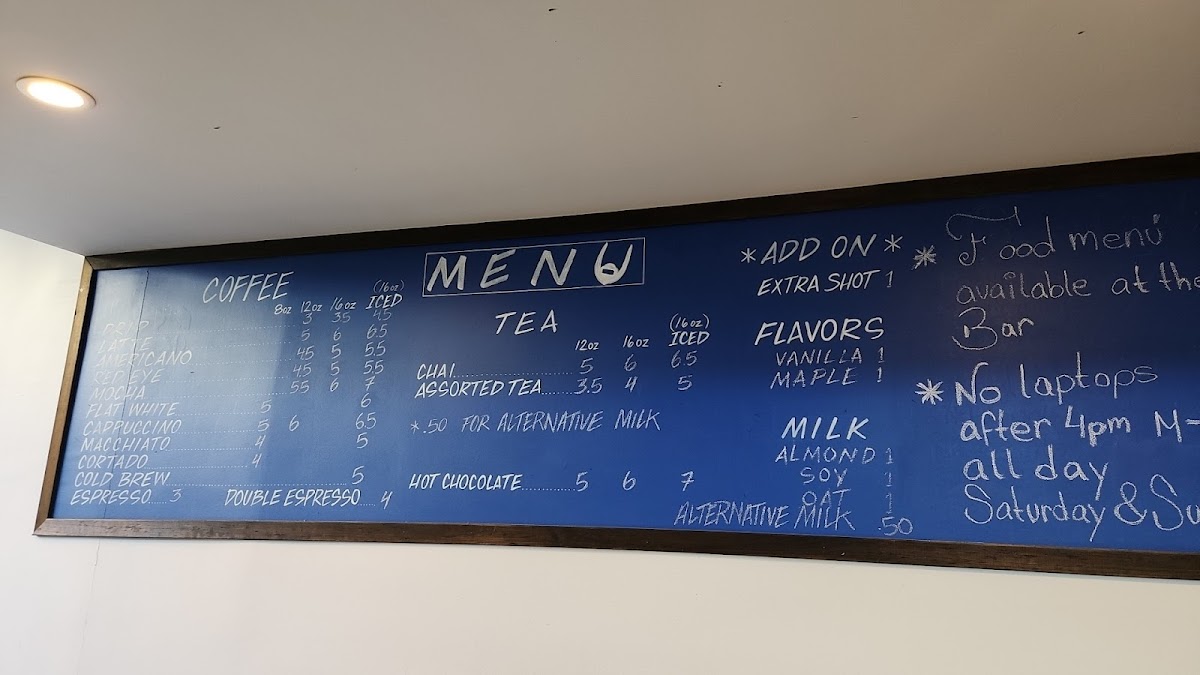 MENU
COFFEE
8oz 12oz 16oz (16oz) ICED
DRIP 3 3.5 4.5
LATTE 5 6 6.5
AMERICANO 4.5 5 5.5
RED EYE 4.5 5 5.5
MOCHA 5.5 6 7
FLAT WHITE 5 6
CAPPUCCINO 5 6 6.5
MACCHIATO 4 5
CORTADO 4
COLD BREW 5
ESPRESSO 3 DOUBLE ESPRESSO 4
TEA
12oz 16oz (16oz) ICED
CHAI 5 6 6.5
ASSORTED TEA 3.5 4 5
*.50 FOR ALTERNATIVE MILK
HOT CHOCOLATE 5 6 7
*ADD ON*
EXTRA SHOT 1
FLAVORS
VANILLA 1
MAPLE 1
MILK
ALMOND 1
SOY 1
OAT 1
ALTERNATIVE MILK .50
* Food menu
available at the
Bar
* No laptops
after 4pm M-
all day
Saturday & Su